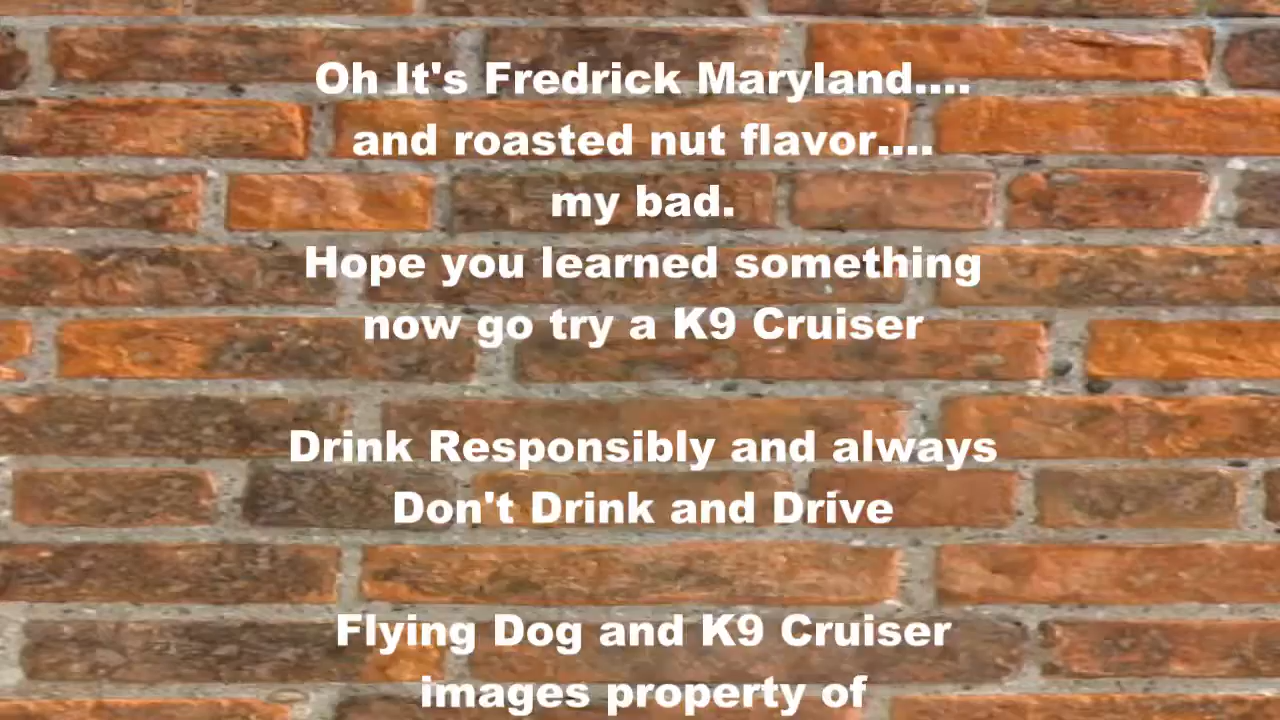 Oh It's Fredrick Maryland....
and roasted nut flavor....
my bad.
Hope you learned something
now go try a K9 Cruiser
Drink Responsibly and always
Don't Drink and Drive
Flying Dog and K9 Cruiser
images property of